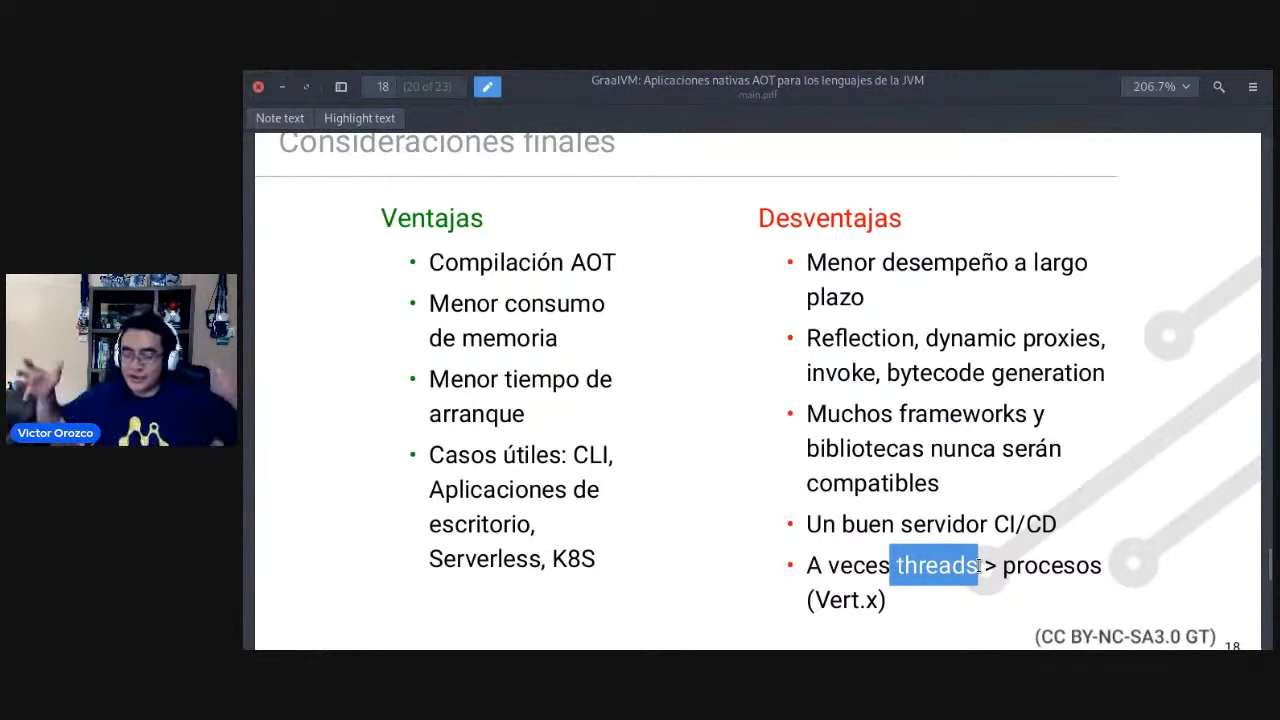 GraalVM: Aplicaciones nativas AOT para los lenguajes de la JVM
main.pdf
18 (20 of 23)
206.7%
Note text
Highlight text
Consideraciones finales
Ventajas
• Compilación AOT
• Menor consumo
de memoria
• Menor tiempo de
arranque
• Casos útiles: CLI,
Aplicaciones de
escritorio,
Serverless, K8S
Desventajas
• Menor desempeño a largo
plazo
• Reflection, dynamic proxies,
invoke, bytecode generation
• Muchos frameworks y
bibliotecas nunca serán
compatibles
• Un buen servidor CI/CD
• A veces threads > procesos
(Vert.x)
(CC BY-NC-SA3.0 GT)
18
Victor Orozco